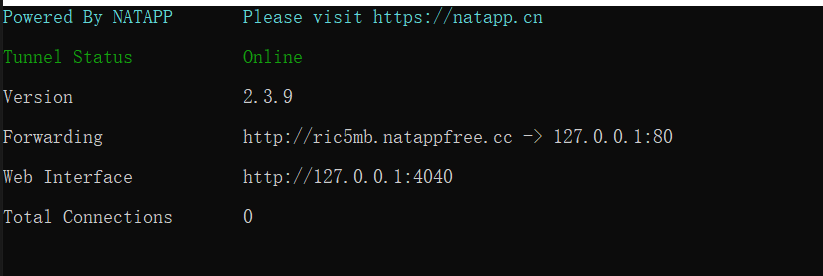 Powered By NATAPP Please visit https://natapp.cn
Tunnel Status Online
Version 2.3.9
Forwarding http://ric5mb.natappfree.cc -> 127.0.0.1:80
Web Interface http://127.0.0.1:4040
Total Connections 0